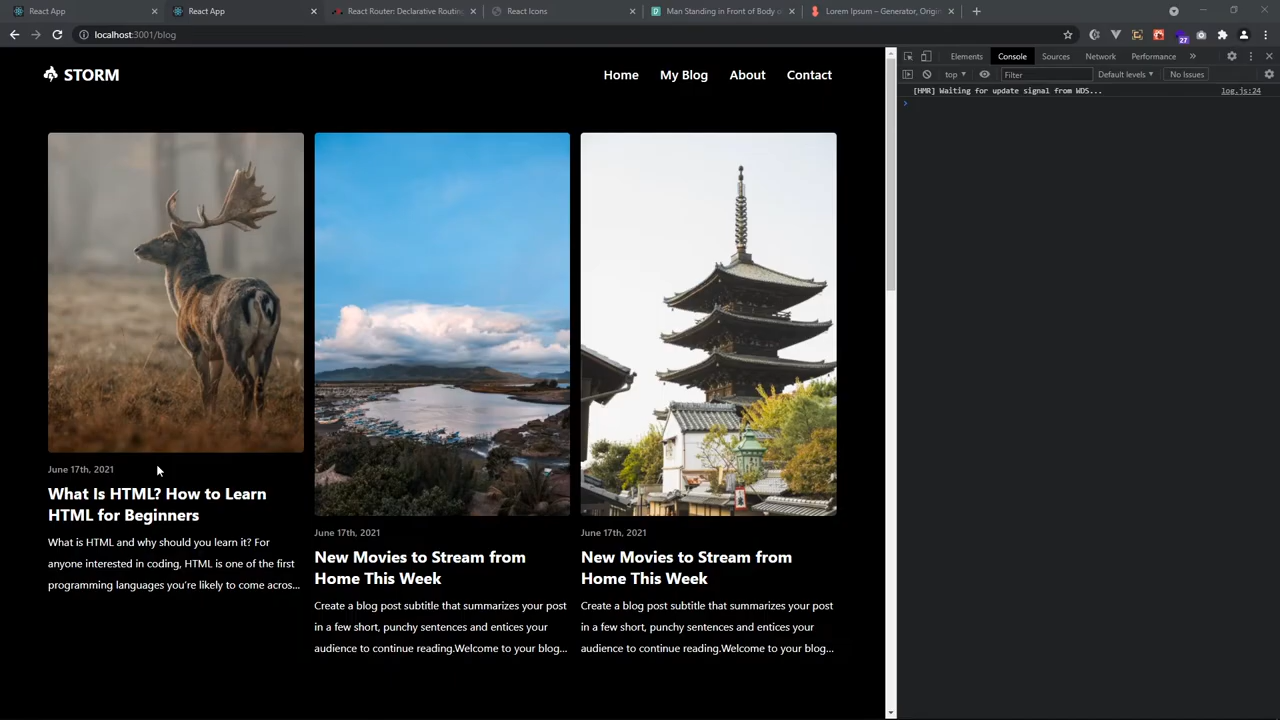 React App
React App
React Router: Declarative Routing
React Icons
Man Standing in Front of Body o
Lorem Ipsum – Generator, Origin
localhost:3001/blog
27
STORM
Home
My Blog
About
Contact
Elements
Console
Sources
Network
Performance
top
Filter
Default levels
No Issues
[HMR] Waiting for update signal from WDS...
log.js:24
June 17th, 2021
What Is HTML? How to Learn
HTML for Beginners
What is HTML and why should you learn it? For
anyone interested in coding, HTML is one of the first
programming languages you're likely to come acros...
June 17th, 2021
New Movies to Stream from
Home This Week
Create a blog post subtitle that summarizes your post
in a few short, punchy sentences and entices your
audience to continue reading.Welcome to your blog...
June 17th, 2021
New Movies to Stream from
Home This Week
Create a blog post subtitle that summarizes your post
in a few short, punchy sentences and entices your
audience to continue reading.Welcome to your blog...